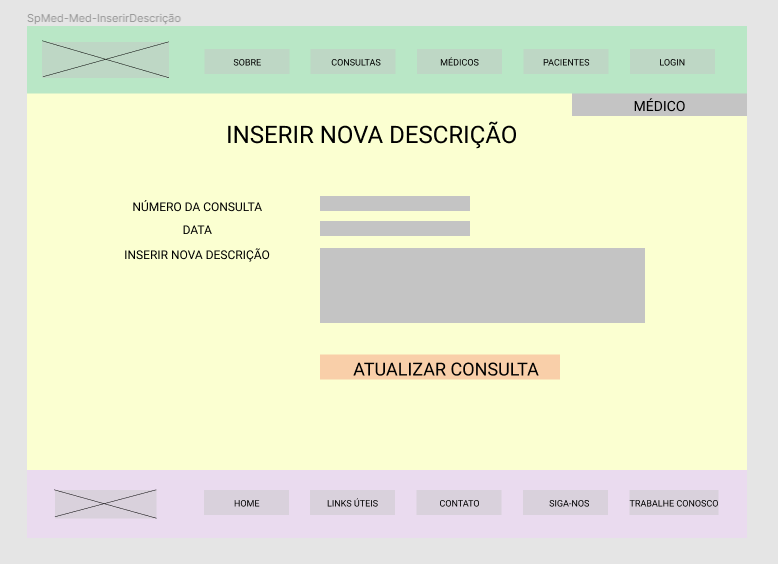 SpMed-Med-InserirDescrição
SOBRE
CONSULTAS
MÉDICOS
PACIENTES
LOGIN
MÉDICO
INSERIR NOVA DESCRIÇÃO
NÚMERO DA CONSULTA
DATA
INSERIR NOVA DESCRIÇÃO
ATUALIZAR CONSULTA
HOME
LINKS ÚTEIS
CONTATO
SIGA-NOS
TRABALHE CONOSCO